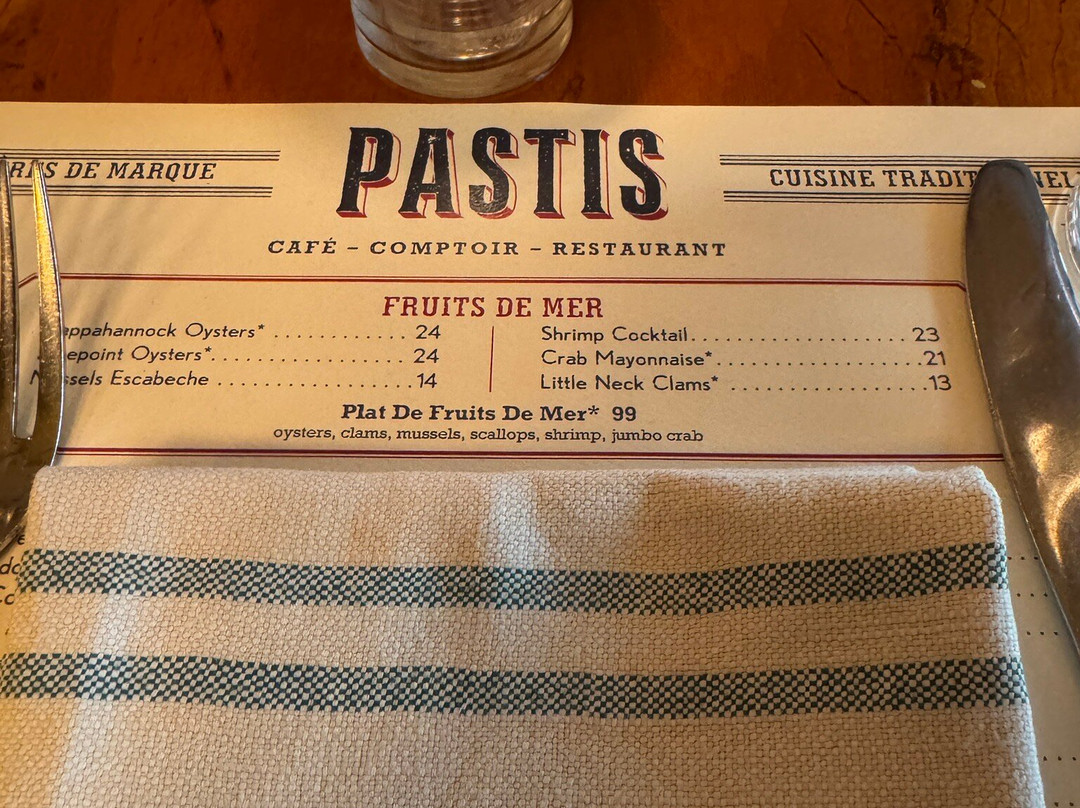 DE MARQUE
PASTIS
CUISINE
CAFÉ – COMPTOIR – RESTAURANT
FRUITS DE MER
Oysters* ............ 24
Oysters*. ................. 24
Escabeche ................... 14
Shrimp Cocktail ..................... 23
Crab Mayonnaise* .................... 21
Little Neck Clams* ................... 13
Plat De Fruits De Mer* 99
oysters, clams, mussels, scallops, shrimp, jumbo crab